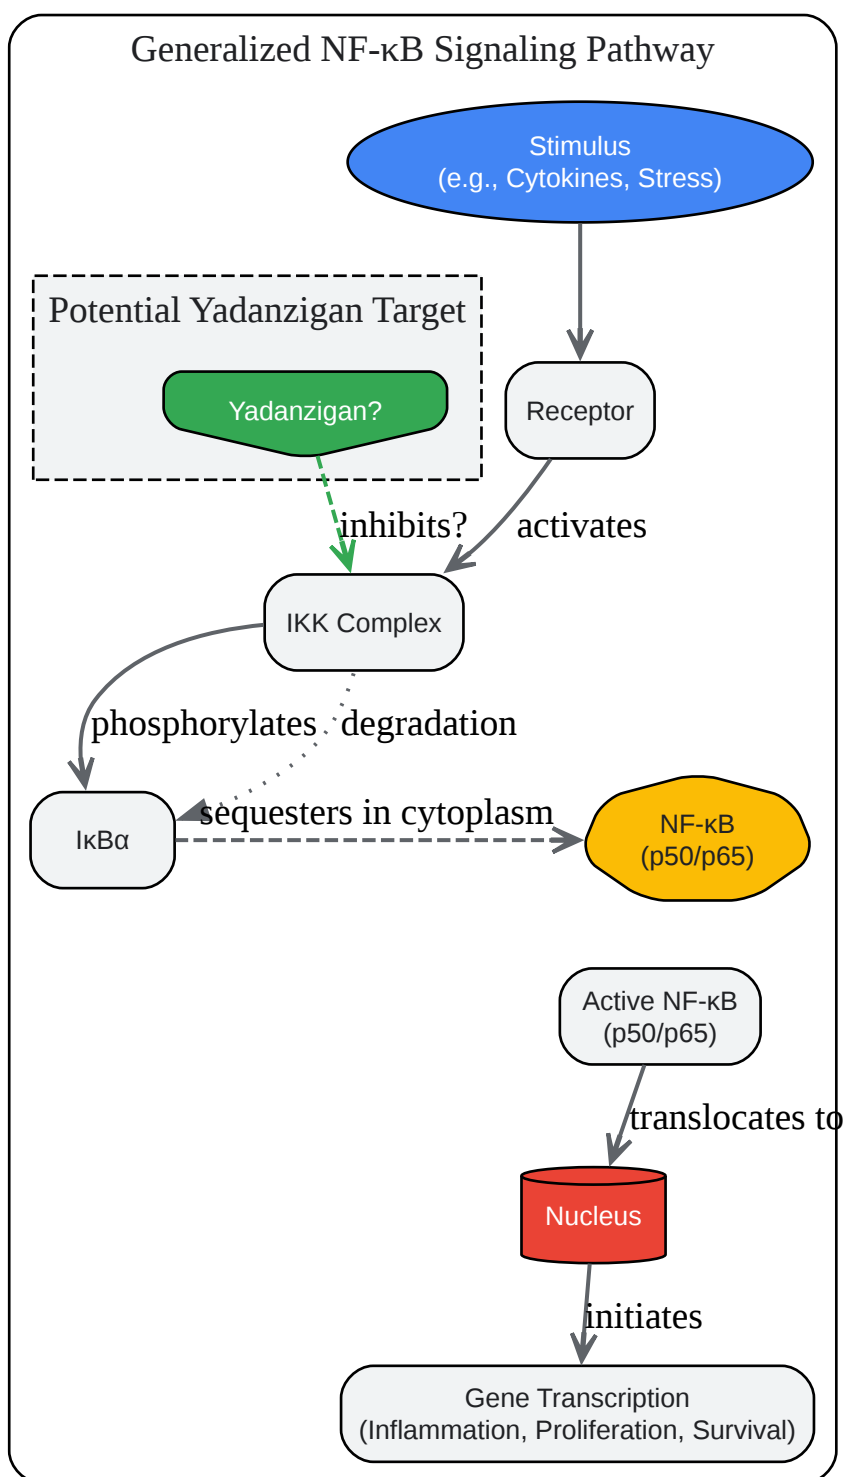 Generalized NF-κB Signaling Pathway
Stimulus
(e.g., Cytokines, Stress)
Potential Yadanzigan Target
Yadanzigan?
Receptor
inhibits?
activates
IKK Complex
phosphorylates
degradation
sequesters in cytoplasm
IκBα
NF-κB
(p50/p65)
Active NF-κB
(p50/p65)
translocates to
Nucleus
initiates
Gene Transcription
(Inflammation, Proliferation, Survival)